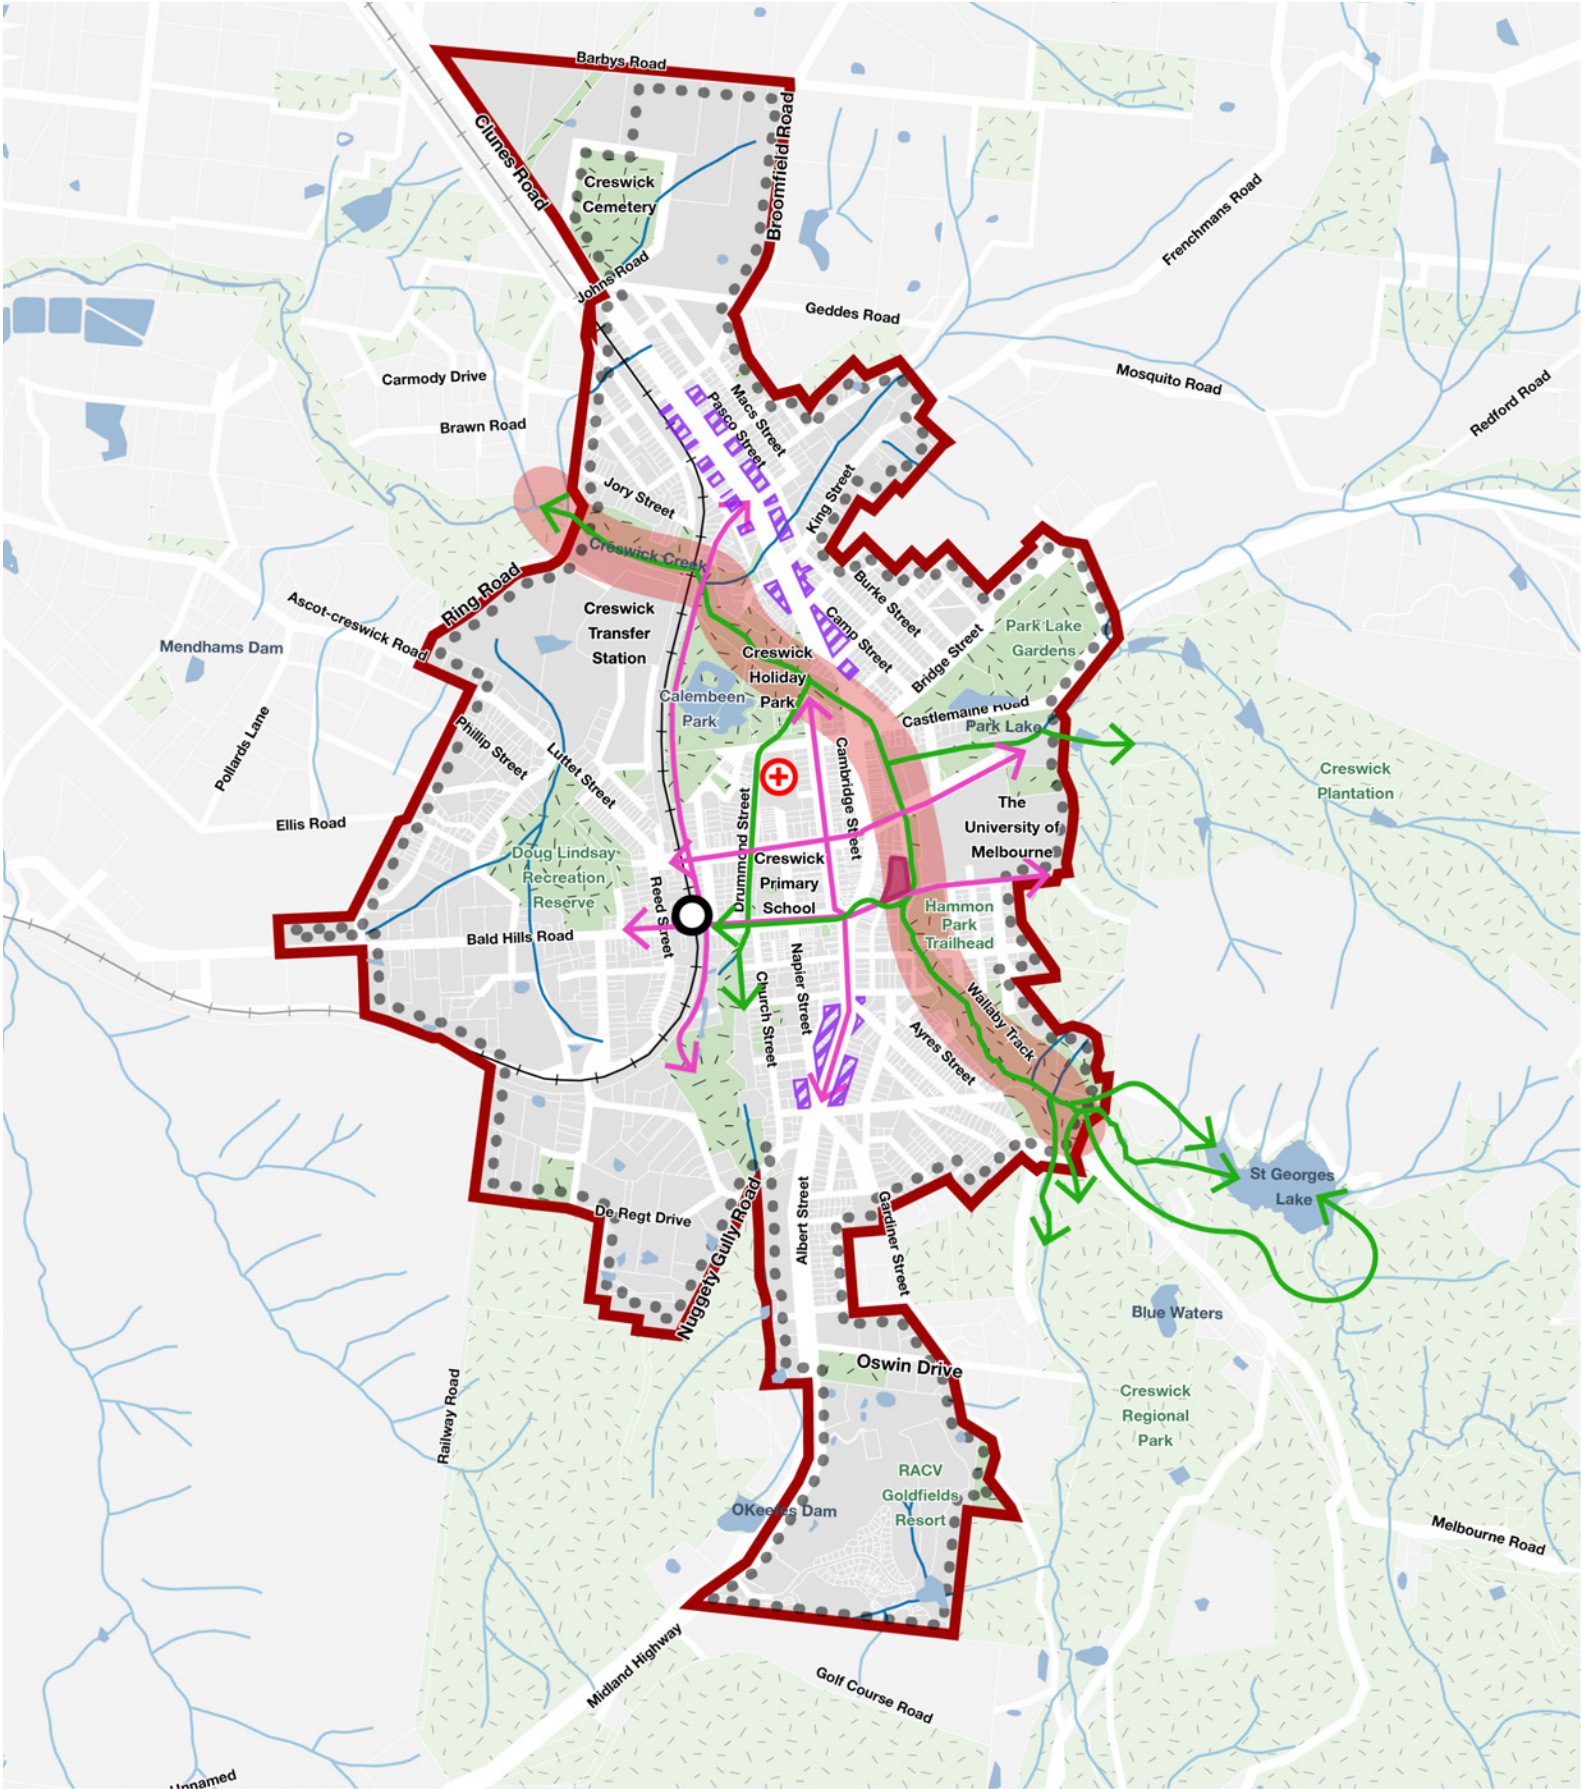 Barbys Road
Clunes Road
Broomfield Road
Creswick
Cemetery
Johns Road
Frenchmans Road
Geddes Road
Carmody Drive
Mosquito Road
Redford Road
Macs Street
Pasco Street
Brawn Road
King Street
Jory Street
Creswick Creek
Ring Road
Ascot-creswick Road
Mendhams Dam
Creswick
Transfer
Station
Burke Street
Camp Street
Bridge Street
Park Lake
Gardens
Creswick
Holiday
Park
Calembeen
Park
Castlemaine Road
Park Lake
Pollards Lane
Phillip Street
Luttet Street
Cambridge Street
Creswick
Plantation
Ellis Road
Drummond Street
The
University of
Melbourne
Doug Lindsay
Recreation
Reserve
Creswick
Primary
School
Reed Street
Hammon
Park
Trailhead
Bald Hills Road
Napier Street
Church Street
Wallaby Track
Ayres Street
St Georges
Lake
De Regt Drive
Nuggety Gully Road
Albert Street
Gardiner Street
Blue Waters
Oswin Drive
Creswick
Regional
Park
Railway Road
RACV
Goldfields
Resort
OKeefes Dam
Melbourne Road
Midland Highway
Golf Course Road
Unnamed